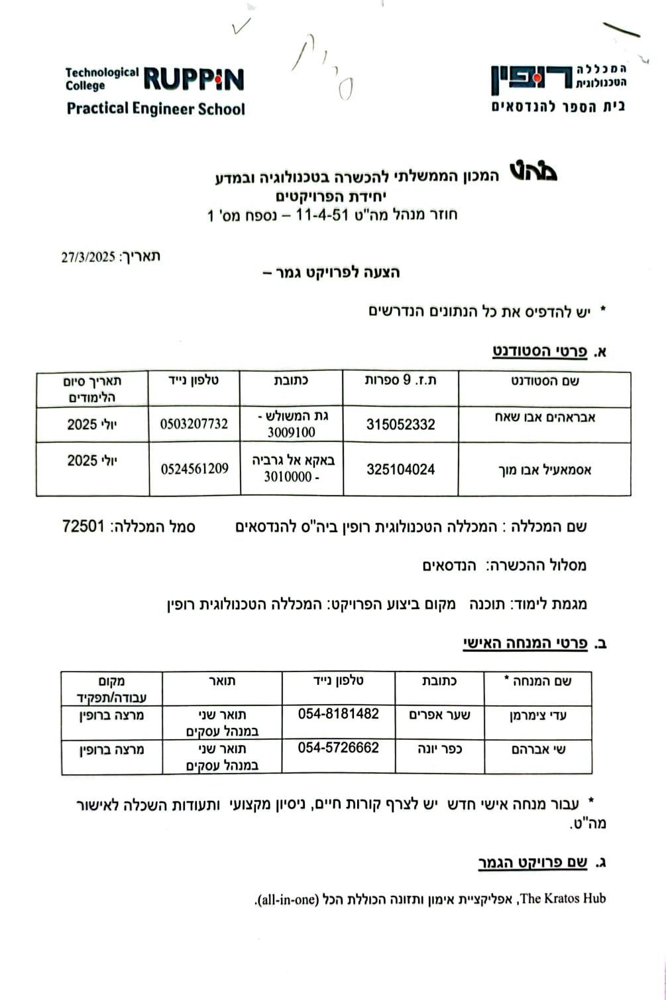 Technological College RUPPIN
Practical Engineer School
המכללה הטכנולוגית רופין
בית הספר להנדסאים
מהט המכון הממשלתי להכשרה בטכנולוגיה ובמדע
יחידת הפרויקטים
חוזר מנהל מה"ט 11-4-51 – נספח מס' 1
תאריך: 27/3/2025
הצעה לפרויקט גמר –
* יש להדפיס את כל הנתונים הנדרשים
א. פרטי הסטודנט
שם הסטודנט ת.ז. 9 ספרות כתובת טלפון נייד תאריך סיום הלימודים
אבראהים אבו שאח 315052332 גת המשולש - 3009100 0503207732 יולי 2025
אסמאעיל אבו מוך 325104024 באקא אל גרביה - 3010000 0524561209 יולי 2025
שם המכללה : המכללה הטכנולוגית רופין ביה"ס להנדסאים סמל המכללה: 72501
מסלול ההכשרה: הנדסאים
מגמת לימוד: תוכנה מקום ביצוע הפרויקט: המכללה הטכנולוגית רופין
ב. פרטי המנחה האישי
שם המנחה * כתובת טלפון נייד תואר מקום עבודה/תפקיד
עדי צימרמן שער אפרים 054-8181482 תואר שני במנהל עסקים מרצה ברופין
שי אברהם כפר יונה 054-5726662 תואר שני במנהל עסקים מרצה ברופין
* עבור מנחה אישי חדש יש לצרף קורות חיים, ניסיון מקצועי ותעודות השכלה לאישור
מה"ט.
ג. שם פרויקט הגמר
The Kratos Hub, אפליקציית אימון ותזונה הכוללת הכל (all-in-one).